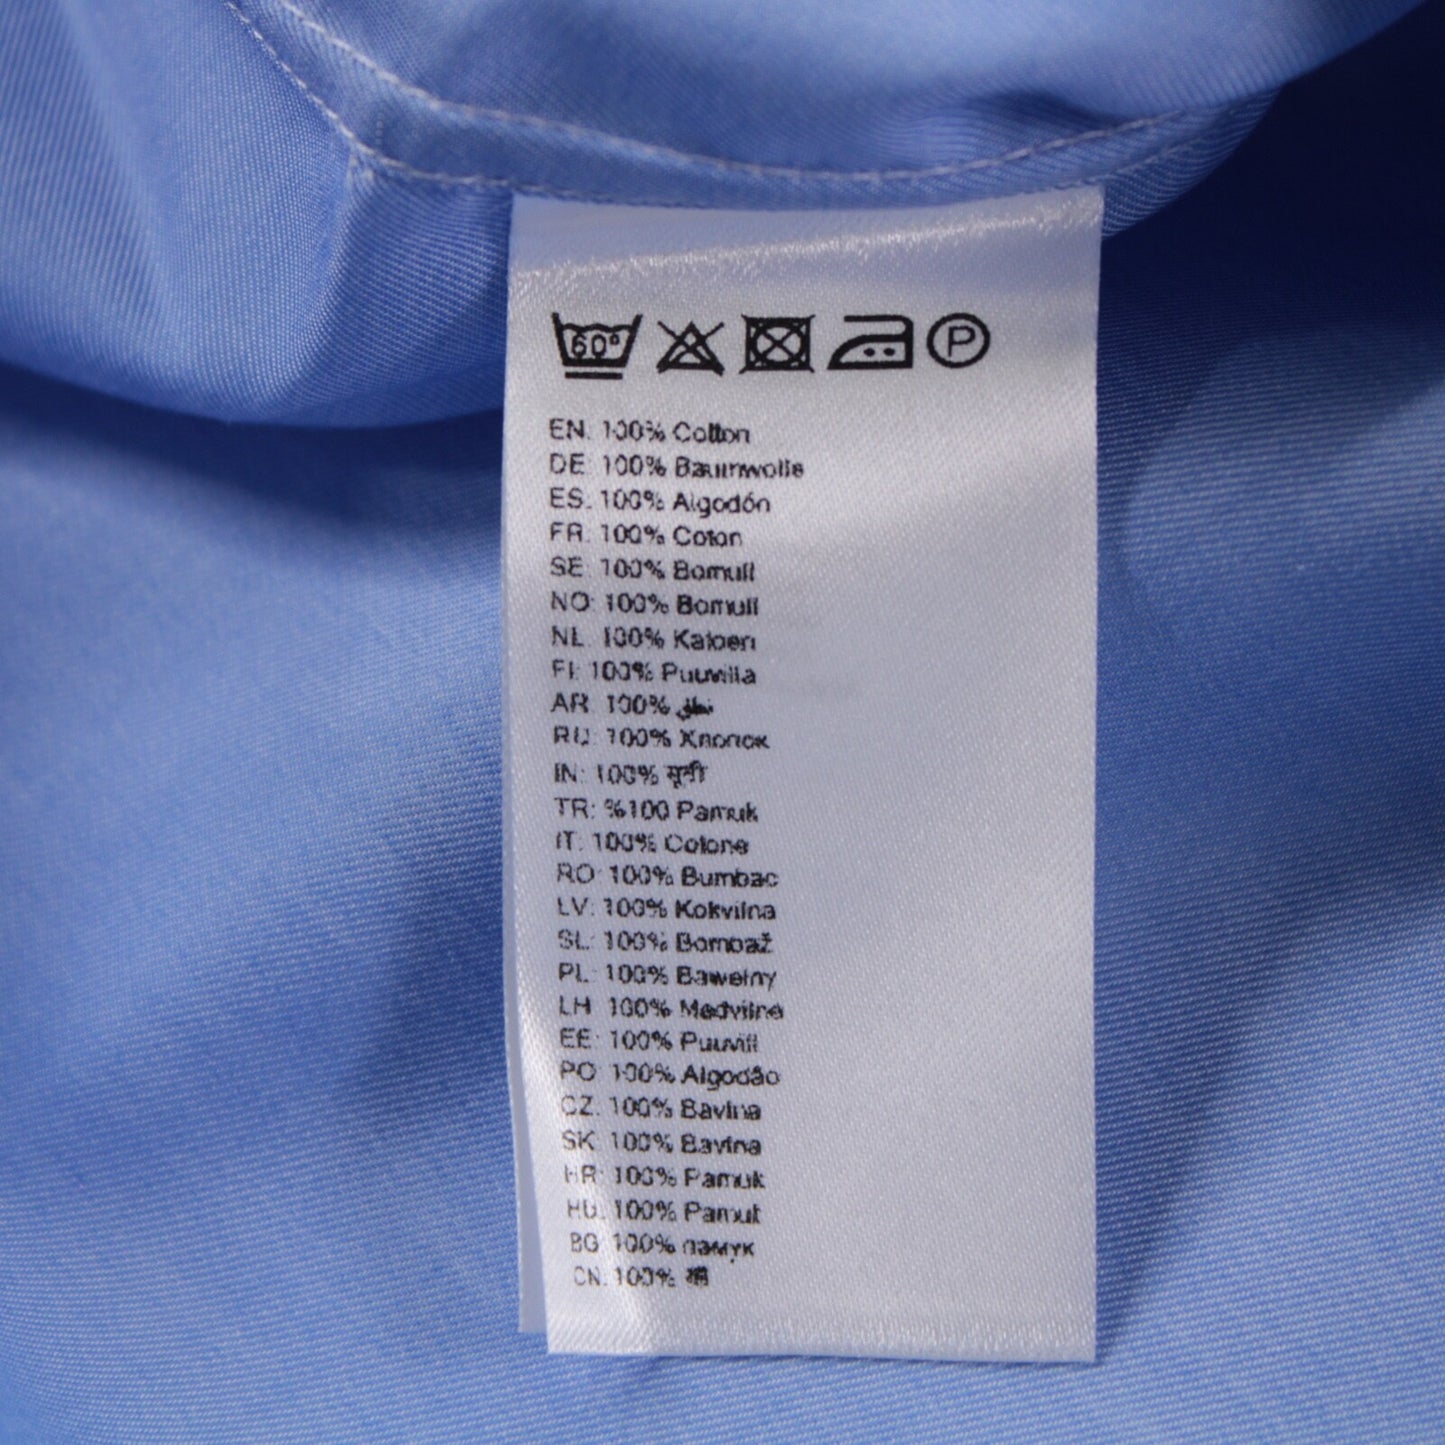 60°
P
EN: 100% Cotton
DE: 100% Baumwolle
ES: 100% Algodón
FR: 100% Coton
SE: 100% Bomull
NO: 100% Bomull
NL: 100% Katoen
FI: 100% Puuvilla
AR: 100% قطن
RU: 100% Хлопок
IN: 100% सूती
TR: %100 Pamuk
IT: 100% Cotone
RO: 100% Bumbac
LV: 100% Kokvilna
SL: 100% Bombaž
PL: 100% Bawełny
LH: 100% Medvilne
EE: 100% Puuvill
PO: 100% Algodão
CZ: 100% Bavlna
SK: 100% Bavlna
HR: 100% Pamuk
HU: 100% Pamut
BG: 100% памук
CN: 100% 棉